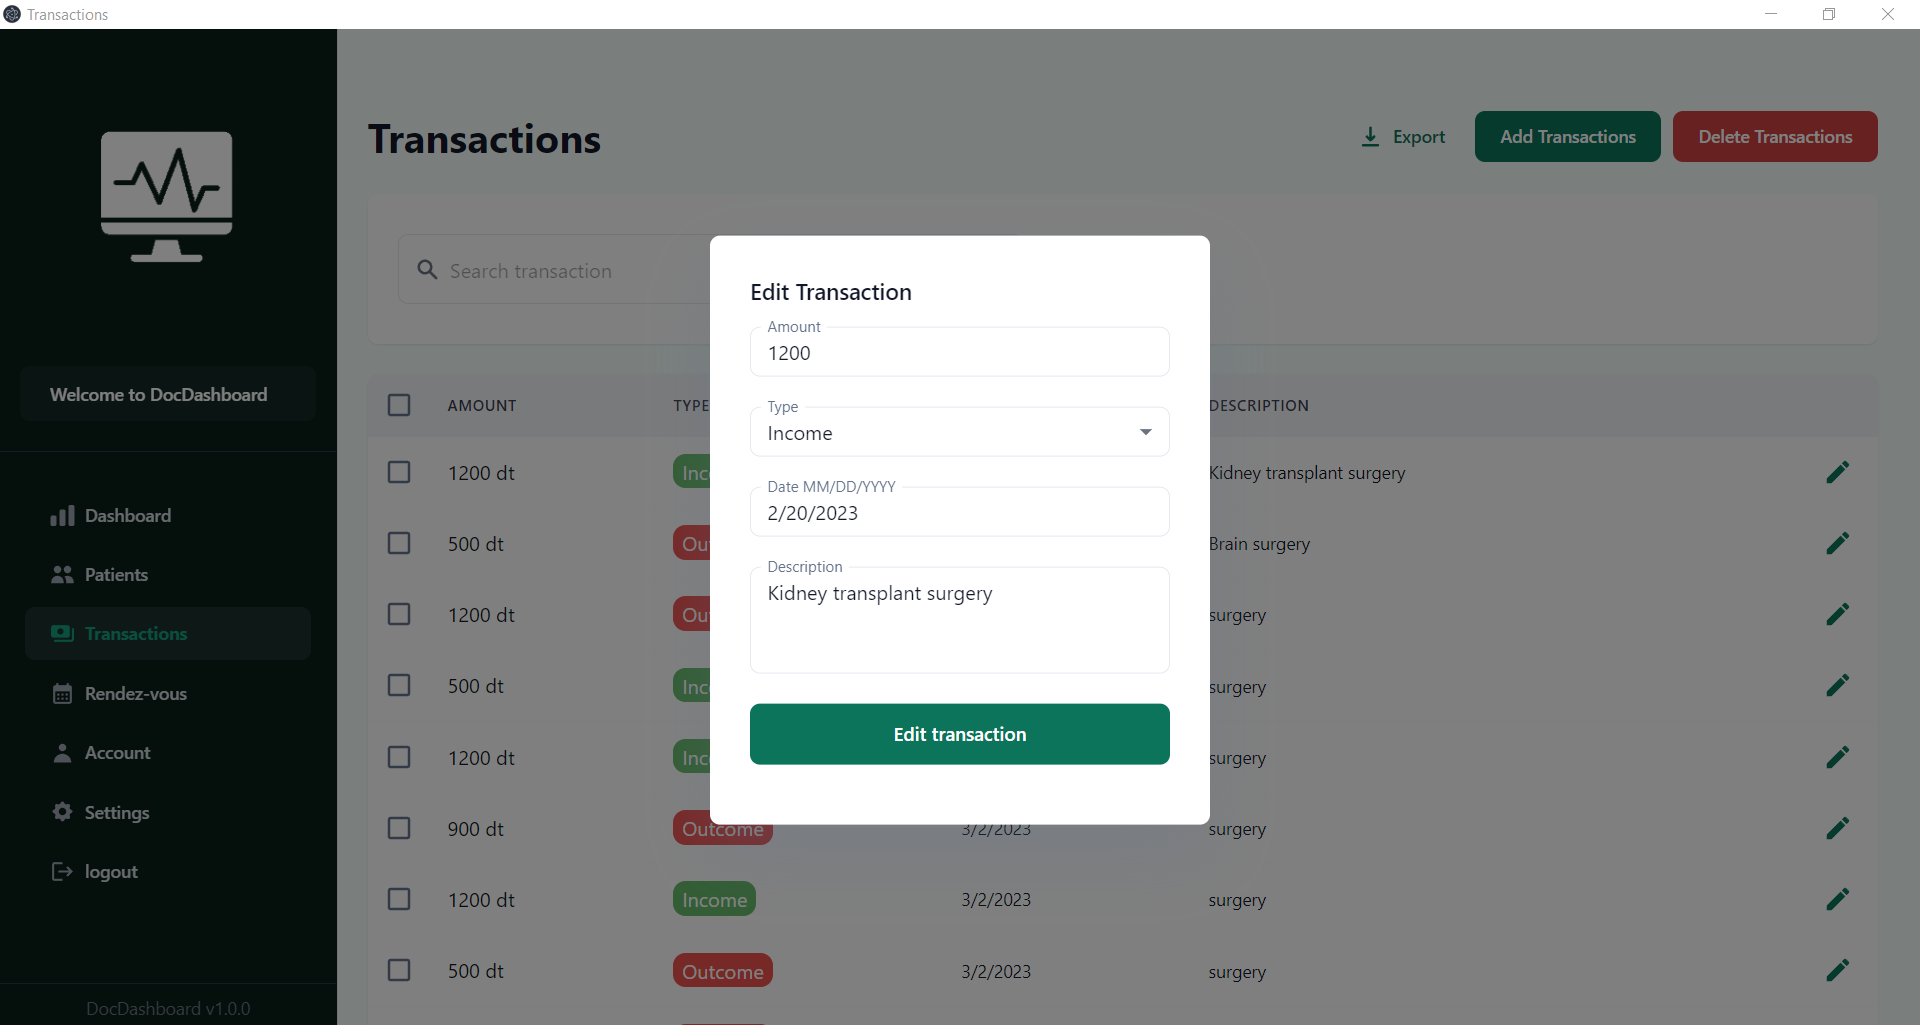 Transactions
Welcome to DocDashboard
Dashboard
Patients
Transactions
Rendez-vous
Account
Settings
logout
DocDashboard v1.0.0
Transactions
Export
Add Transactions
Delete Transactions
Search transaction
AMOUNT TYPE DESCRIPTION
1200 dt Inc Kidney transplant surgery
500 dt Ou Brain surgery
1200 dt Ou surgery
500 dt Inc surgery
1200 dt Inc surgery
900 dt Outcome 3/2/2023 surgery
1200 dt Income 3/2/2023 surgery
500 dt Outcome 3/2/2023 surgery
Edit Transaction
Amount
1200
Type
Income
Date MM/DD/YYYY
2/20/2023
Description
Kidney transplant surgery
Edit transaction